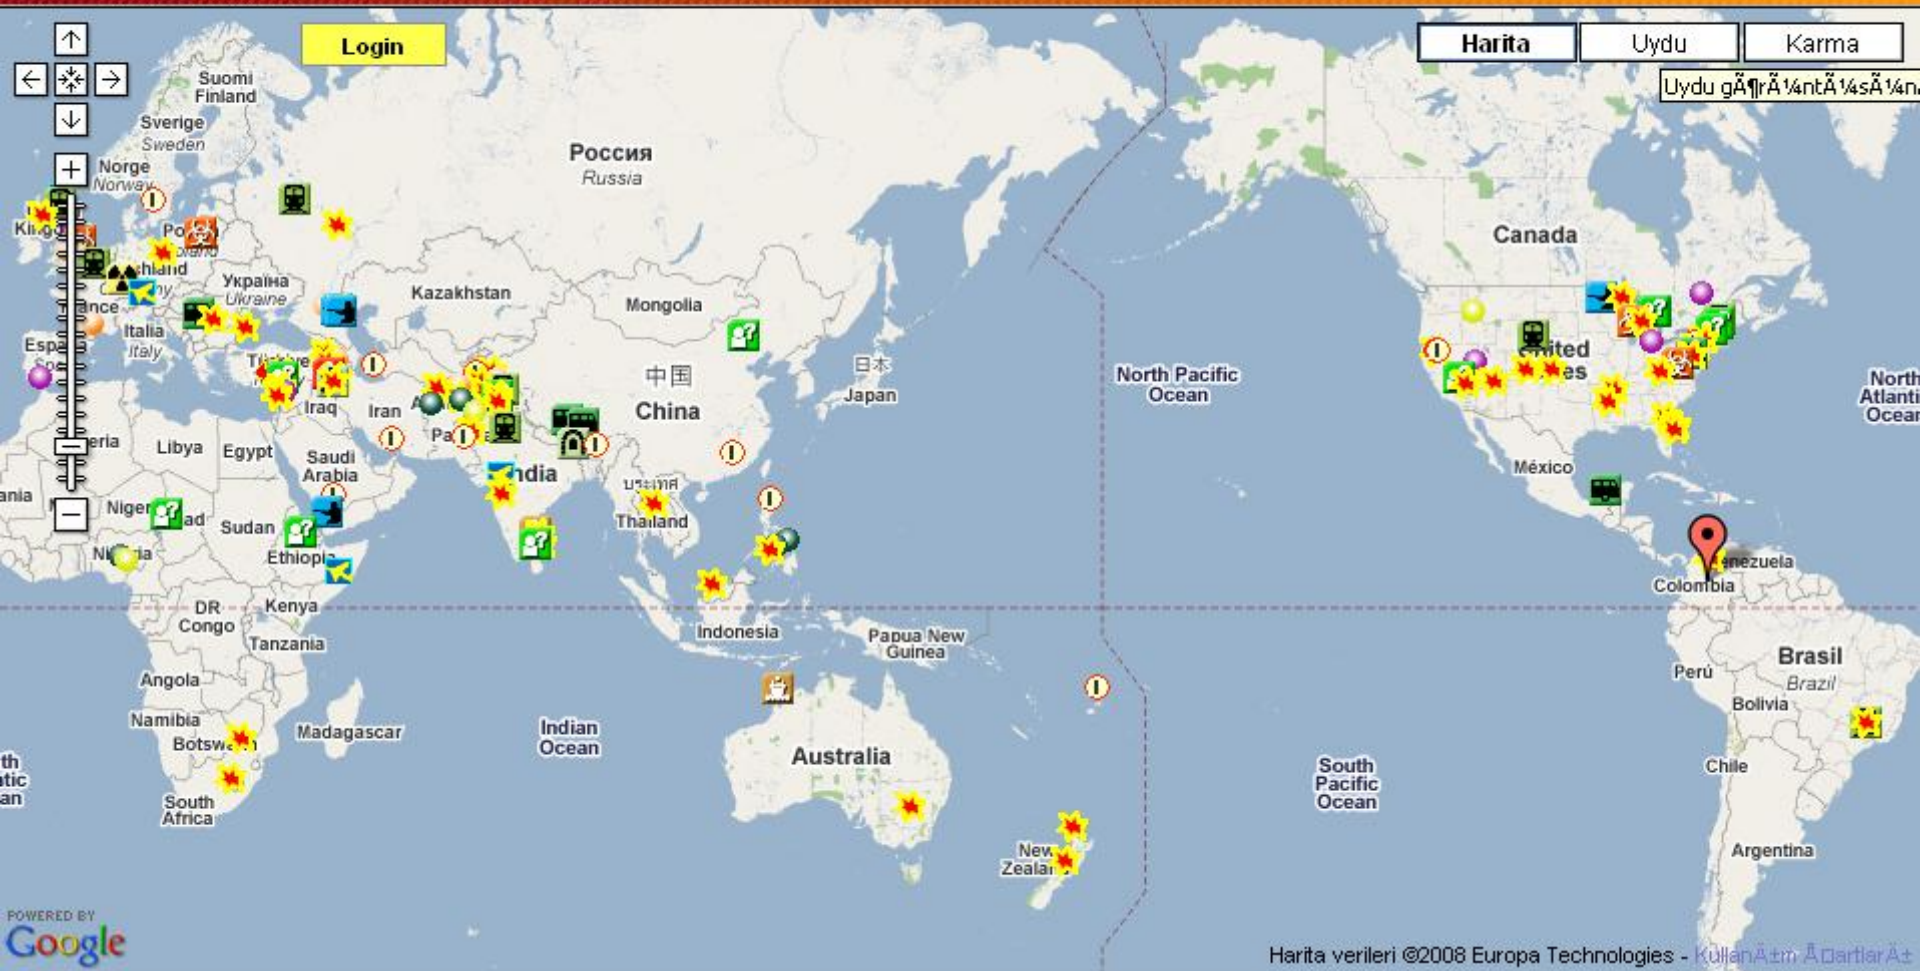 Login
Harita
Uydu
Karma
Uydu gÃ¶rÃ¼ntÃ¼sÃ¼n
Suomi
Finland
Sverige
Sweden
Norge
Norway
Россия
Russia
Canada
Україна
Ukraine
Kazakhstan
Mongolia
Italia
Italy
中国
China
日本
Japan
North Pacific
Ocean
Iraq
Iran
Libya
Egypt
Saudi
Arabia
México
Thailand
Sudan
Colombia
DR
Congo
Kenya
Tanzania
Indonesia
Papua New
Guinea
Brasil
Brazil
Perú
Bolivia
Angola
Namibia
Madagascar
Indian
Ocean
Australia
South
Pacific
Ocean
Chile
South
Africa
New
Argentina
POWERED BY
Google
Harita verileri ©2008 Europa Technologies - KullanÄ±m ÅartlarÄ±